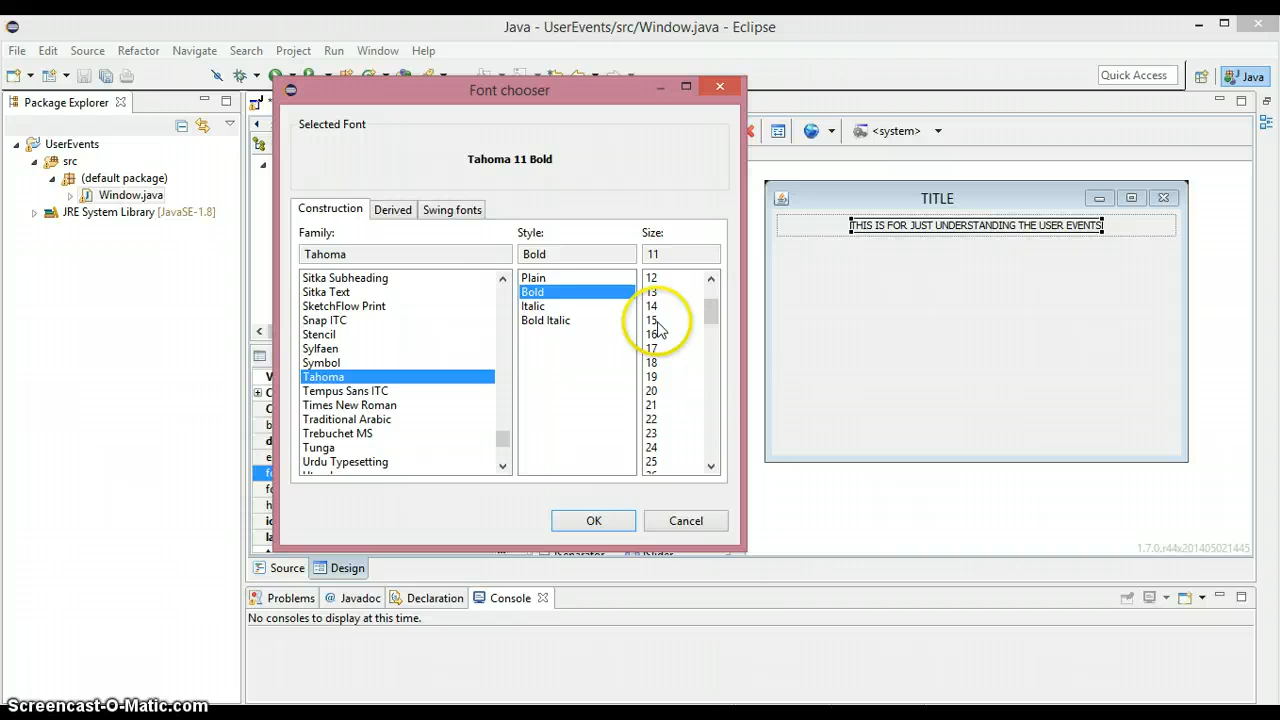 Java - UserEvents/src/Window.java - Eclipse
File Edit Source Refactor Navigate Search Project Run Window Help
Quick Access
Java
Package Explorer
UserEvents
src
(default package)
Window.java
JRE System Library [JavaSE-1.8]
Font chooser
Selected Font
Tahoma 11 Bold
Construction Derived Swing fonts
Family: Style: Size:
Tahoma Bold 11
Sitka Subheading
Sitka Text
SketchFlow Print
Snap ITC
Stencil
Sylfaen
Symbol
Tahoma
Tempus Sans ITC
Times New Roman
Traditional Arabic
Trebuchet MS
Tunga
Urdu Typesetting
Plain
Bold
Italic
Bold Italic
12
13
14
15
16
17
18
19
20
21
22
23
24
25
OK Cancel
<system>
TITLE
THIS IS FOR JUST UNDERSTANDING THE USER EVENTS
1.7.0.r44x201405021445
Source Design
Problems @ Javadoc Declaration Console
No consoles to display at this time.
Screencast-O-Matic.com